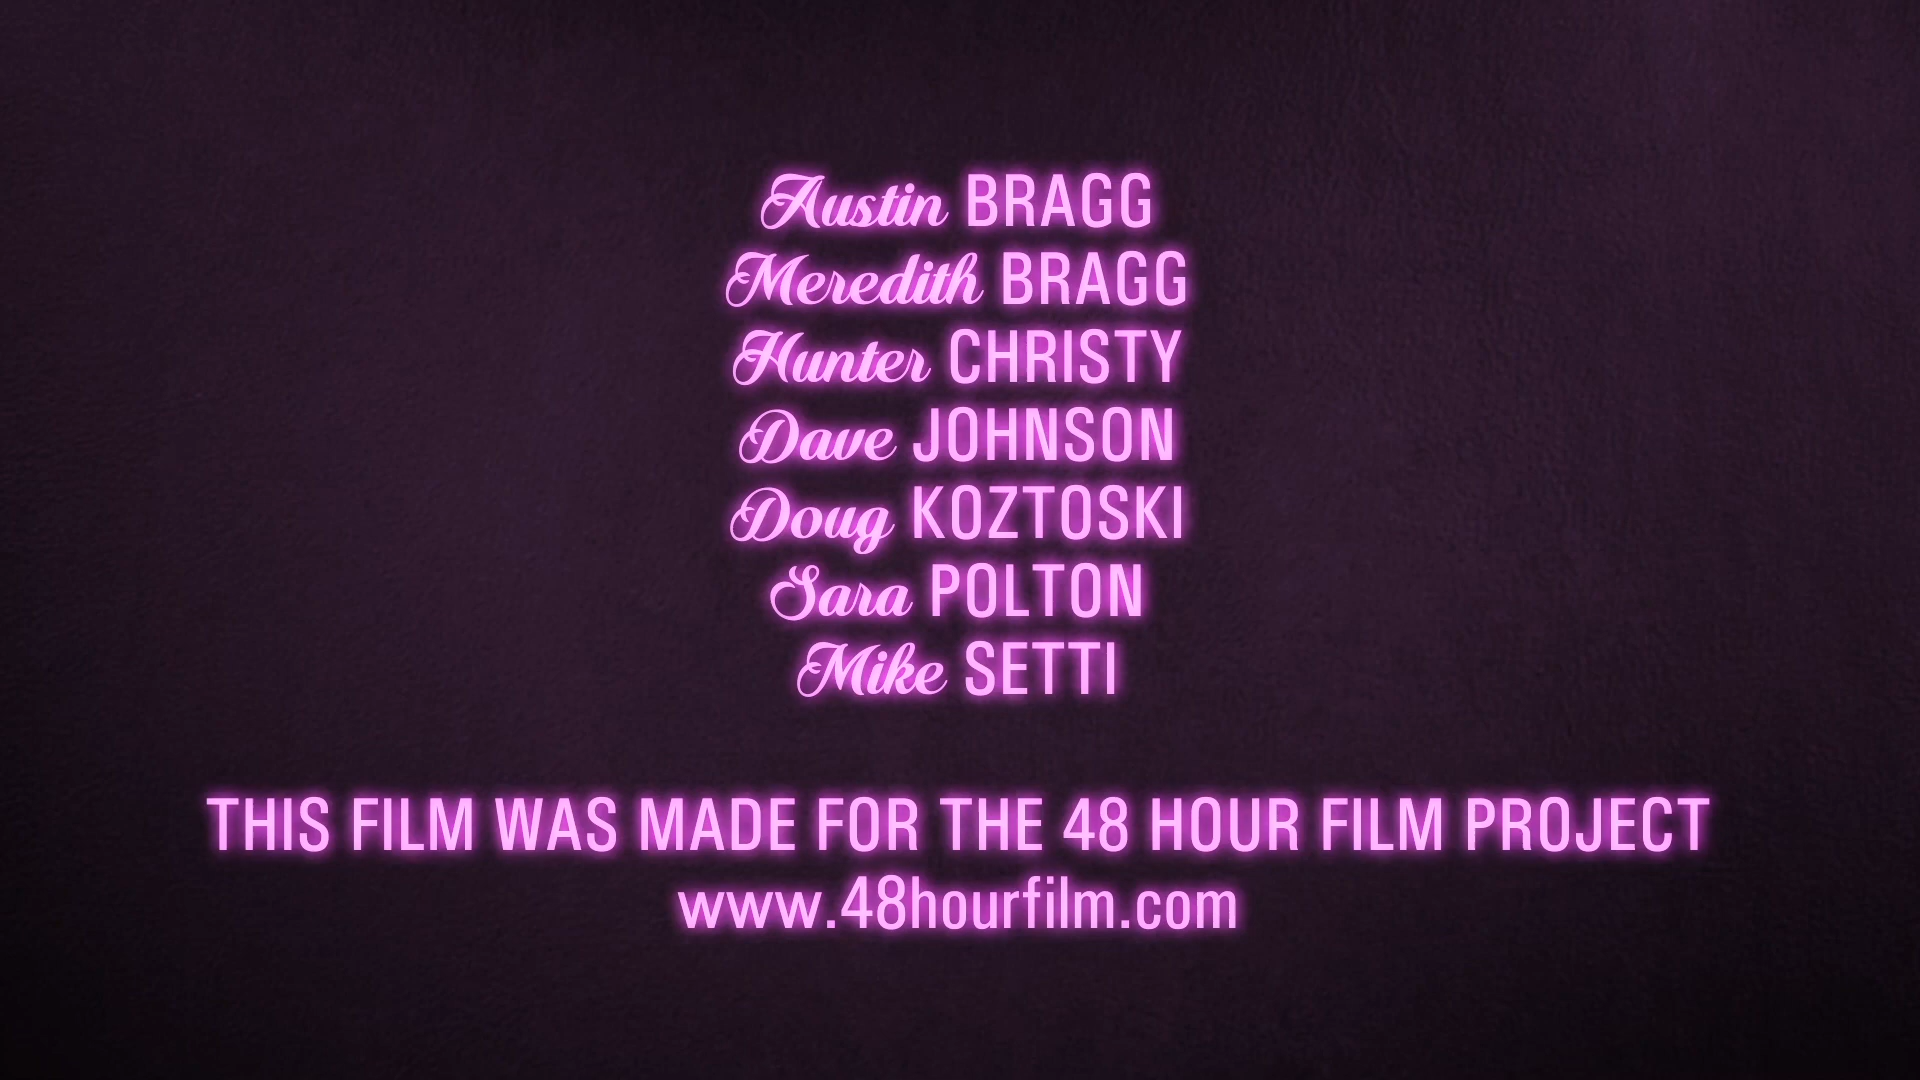 Austin BRAGG
Meredith BRAGG
Hunter CHRISTY
Dave JOHNSON
Doug KOZTOSKI
Sara POLTON
Mike SETTI
THIS FILM WAS MADE FOR THE 48 HOUR FILM PROJECT
www.48hourfilm.com